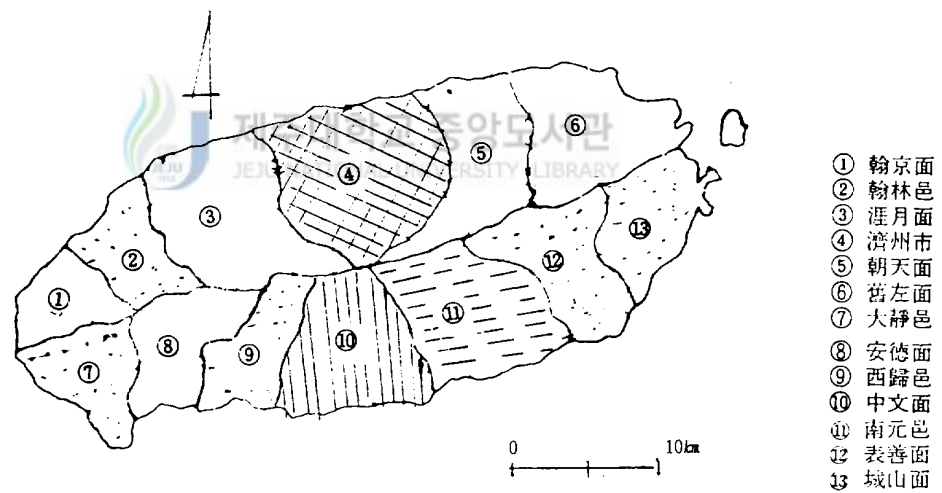 제주대학교 중앙도서관
JEJU NATIONAL UNIVERSITY LIBRARY
JEJU
⑥
⑤
④
③
⑬
②
⑫
①
⑪
⑩
⑧
⑨
⑦
0 10km
① 翰京面
② 翰林邑
③ 涯月面
④ 濟州市
⑤ 朝天面
⑥ 舊左面
⑦ 大靜邑
⑧ 安德面
⑨ 西歸邑
⑩ 中文面
⑪ 南元邑
⑫ 表善面
⑬ 城山面